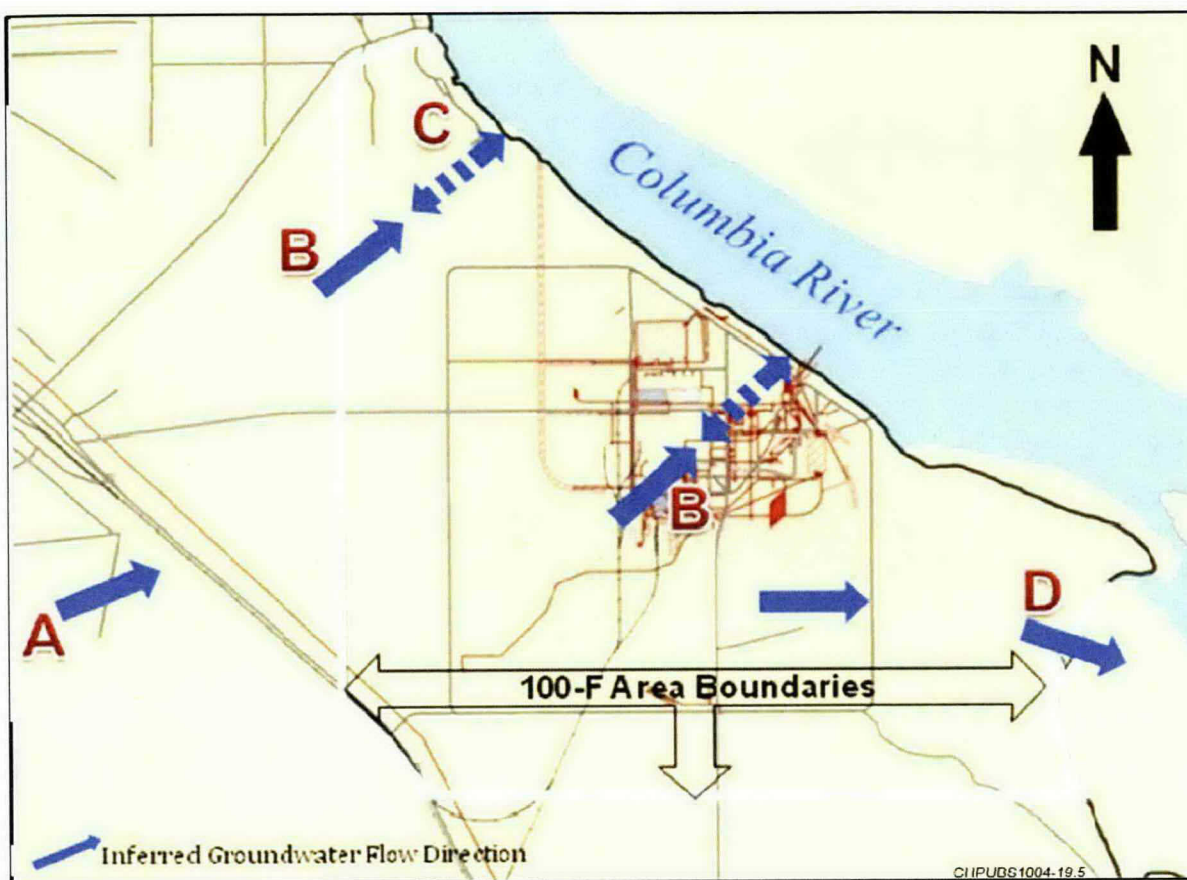 N
C
B
Columbia River
B
A
D
100-F Area Boundaries
Inferred Groundwater Flow Direction
CHPUBS1004-19.5